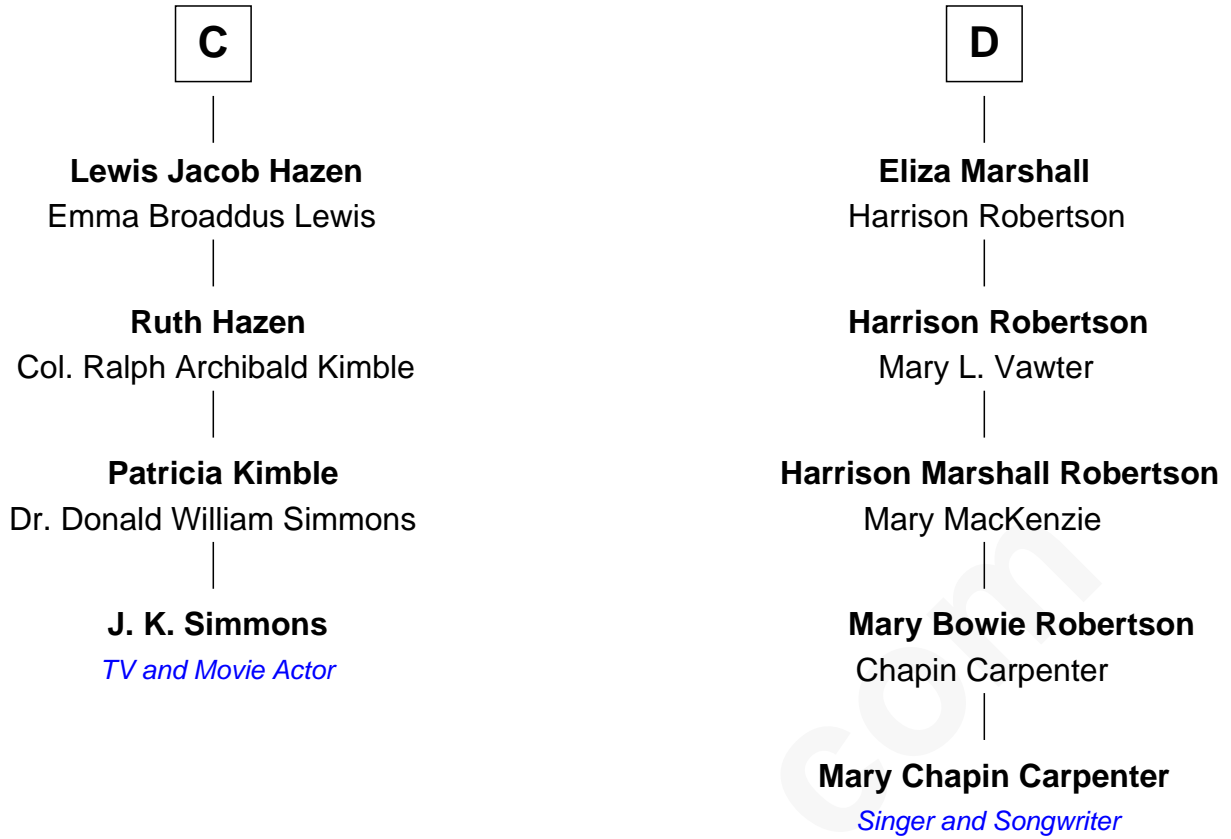 C
Lewis Jacob Hazen
Emma Broaddus Lewis
Ruth Hazen
Col. Ralph Archibald Kimble
Patricia Kimble
Dr. Donald William Simmons
J. K. Simmons
TV and Movie Actor
D
Eliza Marshall
Harrison Robertson
Harrison Robertson
Mary L. Vawter
Harrison Marshall Robertson
Mary MacKenzie
Mary Bowie Robertson
Chapin Carpenter
Mary Chapin Carpenter
Singer and Songwriter
com